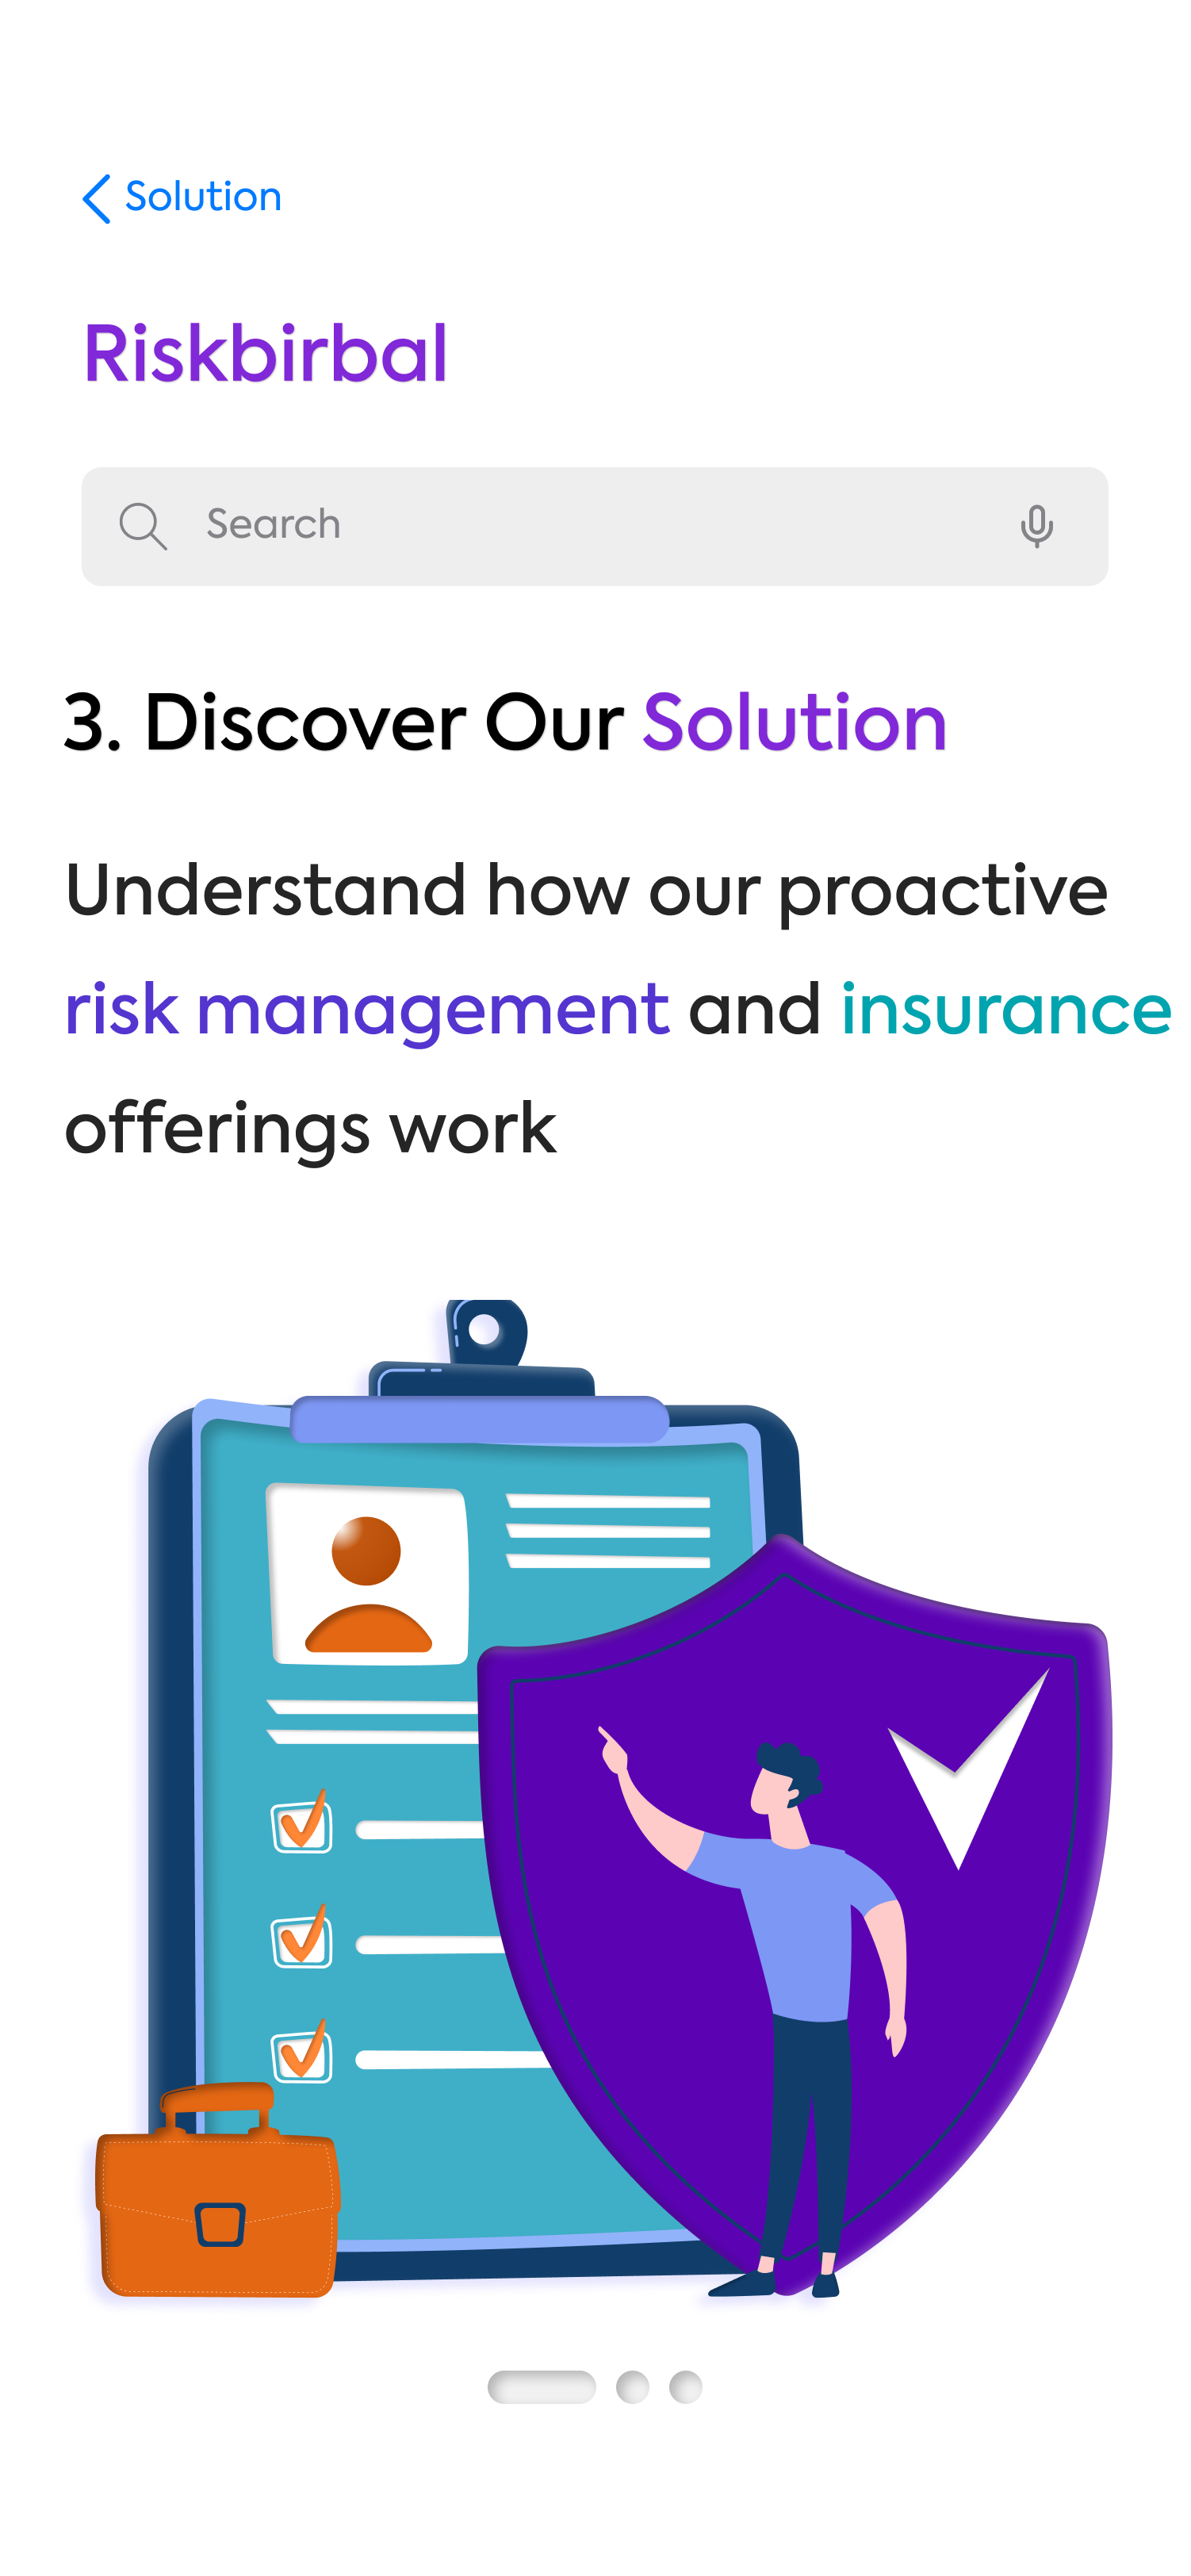 Solution
Riskbirbal
Search
3. Discover Our Solution
Understand how our proactive
risk management and insurance
offerings work